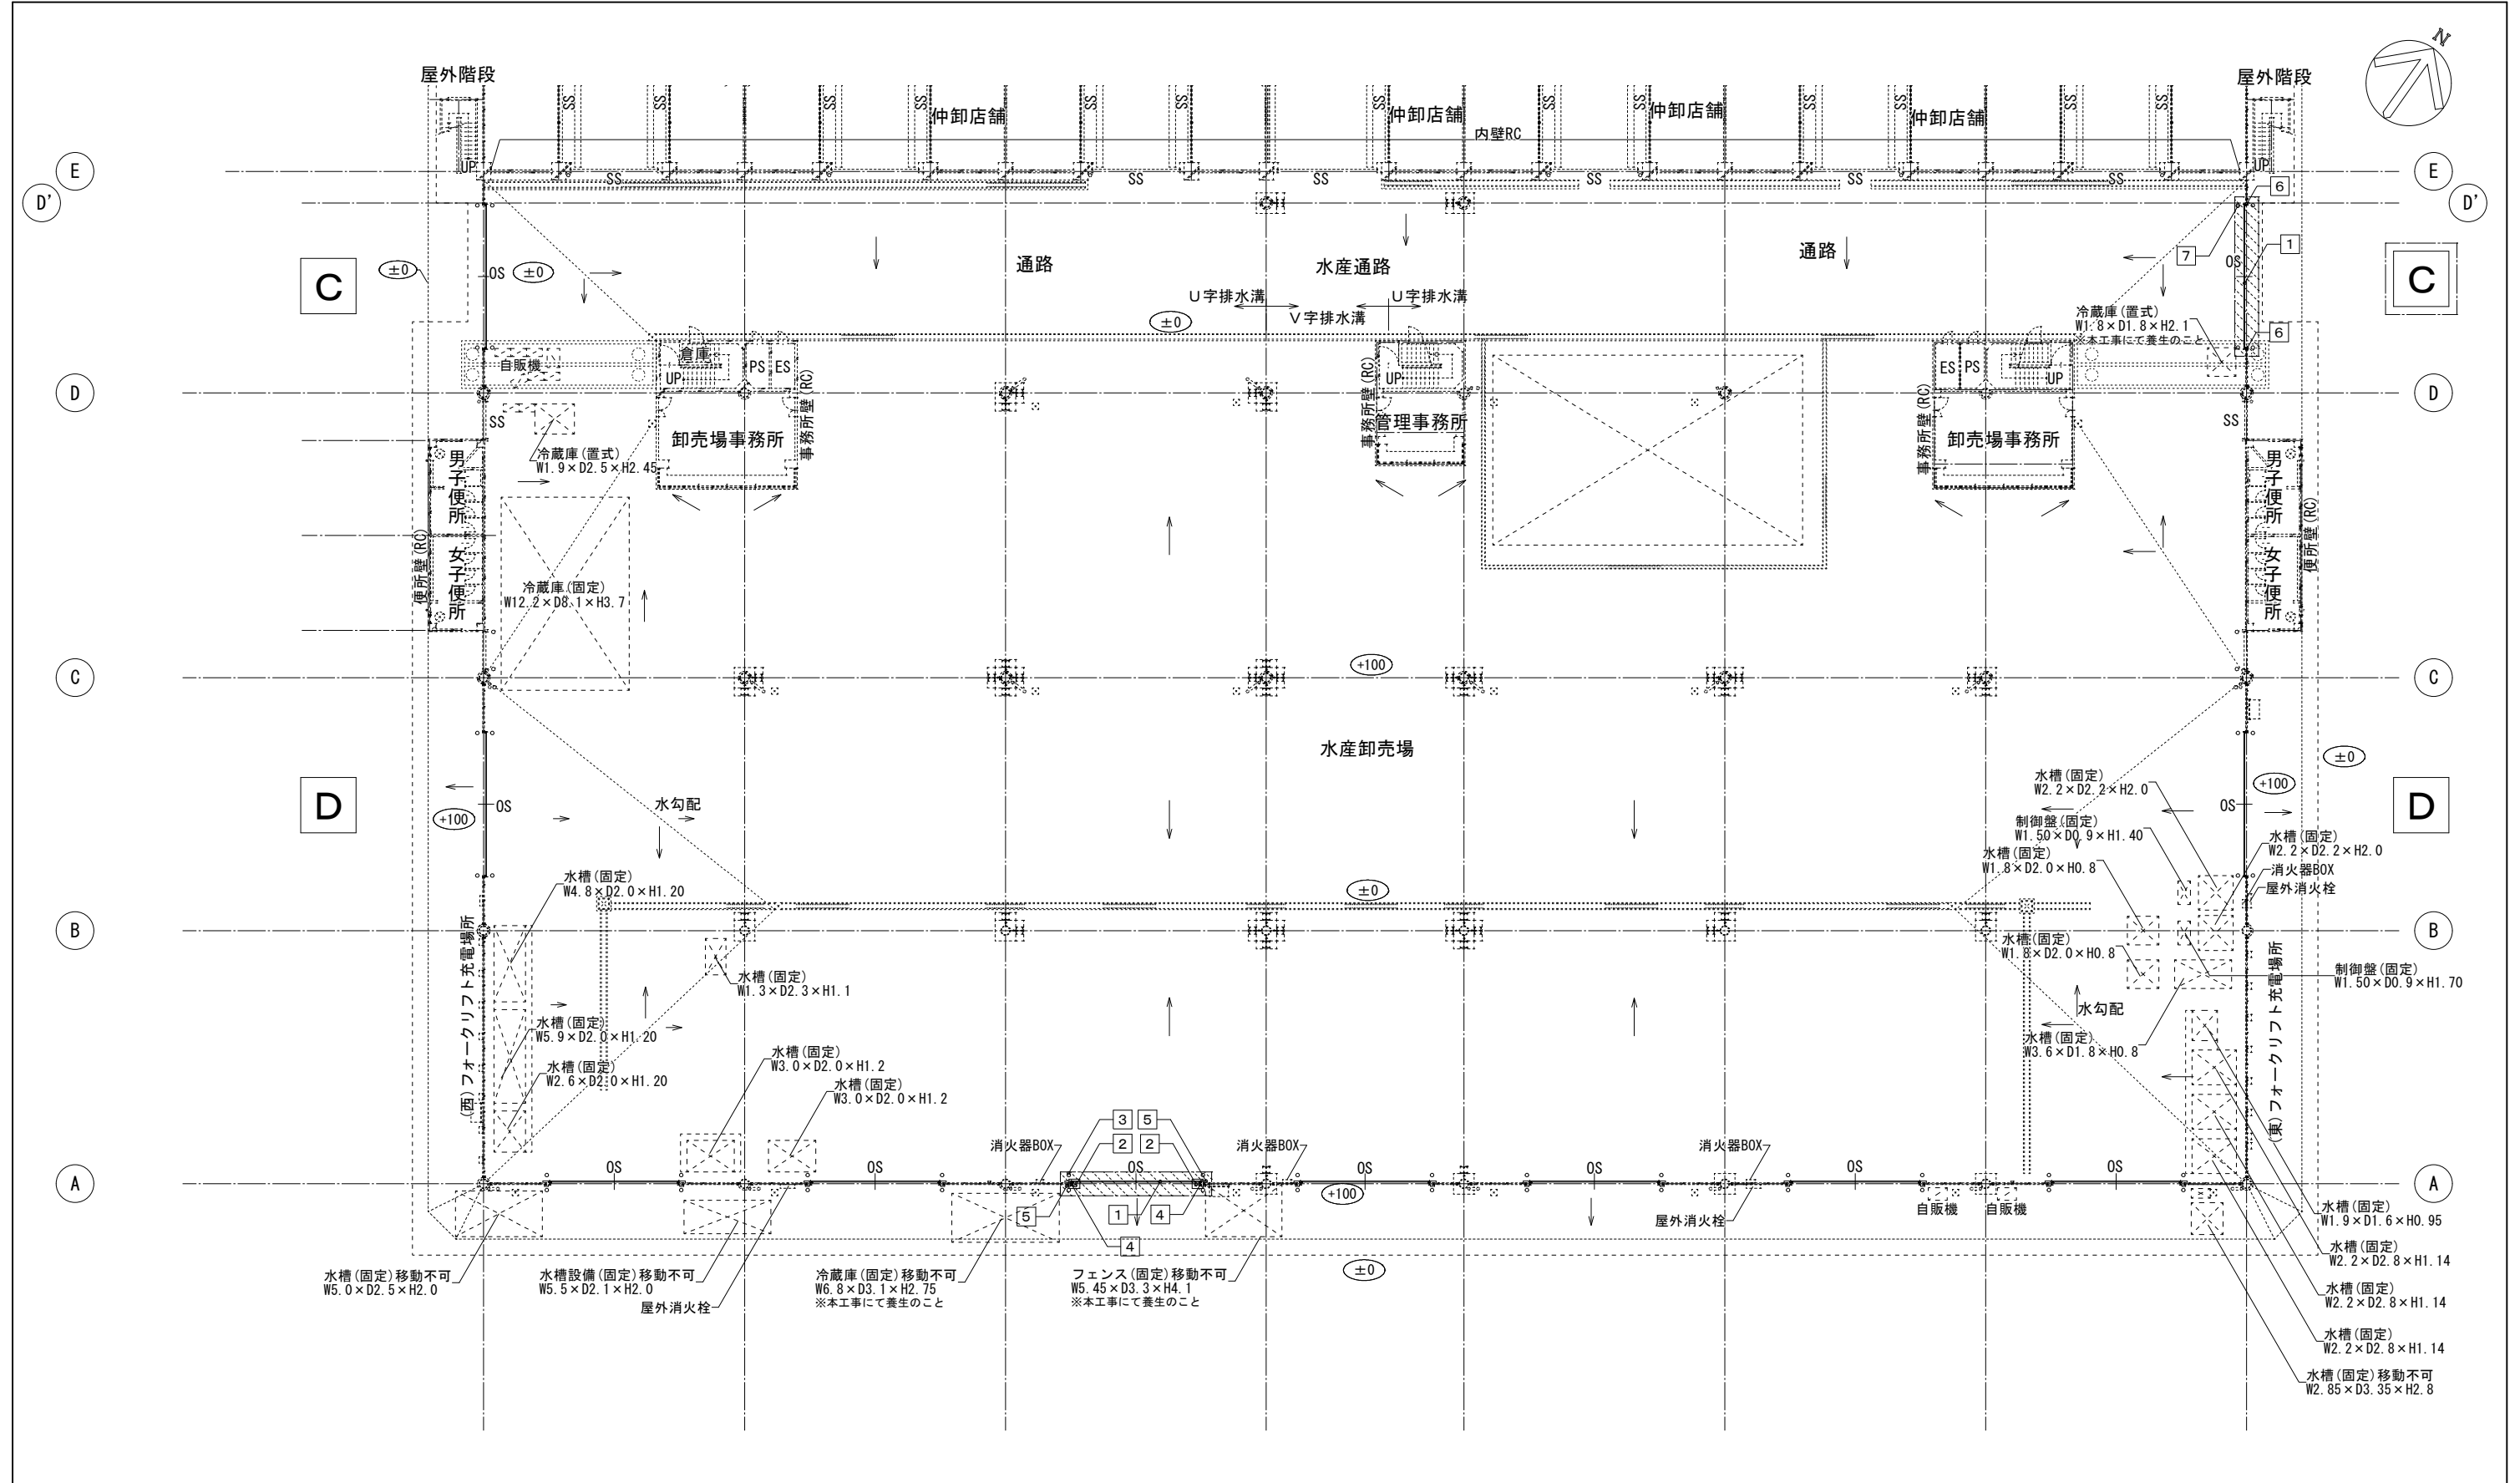 N
屋外階段
屋外階段
SS
SS
SS
SS
SS
SS
SS
SS
SS
SS
SS
SS
SS
仲卸店舗
仲卸店舗
仲卸店舗
仲卸店舗
内壁RC
UP
UP
E
E
SS
SS
SS
SS
SS
SS
6
D'
D'
通路
水産通路
通路
7
1
OS
±0
OS
±0
C
C
U字排水溝
U字排水溝
V字排水溝
±0
冷蔵庫(置式)
W1.8×D1.8×H2.1
※本工事にて養生のこと
6
自販機
倉庫
UP
PS
ES
UP
ES
PS
UP
D
D
事務所壁(RC)
事務所壁(RC)
事務所壁(RC)
SS
SS
卸売場事務所
管理事務所
卸売場事務所
冷蔵庫(置式)
W1.9×D2.5×H2.45
男子便所
男子便所
女子便所
女子便所
便所壁(RC)
便所壁(RC)
冷蔵庫(固定)
W12.2×D8.1×H3.7
C
C
+100
水産卸売場
±0
D
D
OS
+100
水勾配
水槽(固定)
W2.2×D2.2×H2.0
+100
OS
制御盤(固定)
W1.50×D0.9×H1.40
水槽(固定)
W2.2×D2.2×H2.0
水槽(固定)
W1.8×D2.0×H0.8
消火器BOX
屋外消火栓
水槽(固定)
W4.8×D2.0×H1.20
±0
B
B
(西)フォークリフト充電場所
(東)フォークリフト充電場所
水槽(固定)
W1.8×D2.0×H0.8
水槽(固定)
W1.3×D2.3×H1.1
制御盤(固定)
W1.50×D0.9×H1.70
水勾配
水槽(固定)
W5.9×D2.0×H1.20
水槽(固定)
W3.6×D1.8×H0.8
水槽(固定)
W3.0×D2.0×H1.2
水槽(固定)
W2.6×D2.0×H1.20
水槽(固定)
W3.0×D2.0×H1.2
3
5
2
2
消火器BOX
消火器BOX
消火器BOX
OS
OS
OS
OS
OS
OS
OS
A
A
+100
5
1
4
4
屋外消火栓
自販機
自販機
水槽(固定)
W1.9×D1.6×H0.95
水槽(固定)
W2.2×D2.8×H1.14
水槽(固定)移動不可
W5.0×D2.5×H2.0
水槽設備(固定)移動不可
W5.5×D2.1×H2.0
屋外消火栓
冷蔵庫(固定)移動不可
W6.8×D3.1×H2.75
※本工事にて養生のこと
フェンス(固定)移動不可
W5.45×D3.3×H4.1
※本工事にて養生のこと
±0
水槽(固定)
W2.2×D2.8×H1.14
水槽(固定)
W2.2×D2.8×H1.14
水槽(固定)移動不可
W2.85×D3.35×H2.8